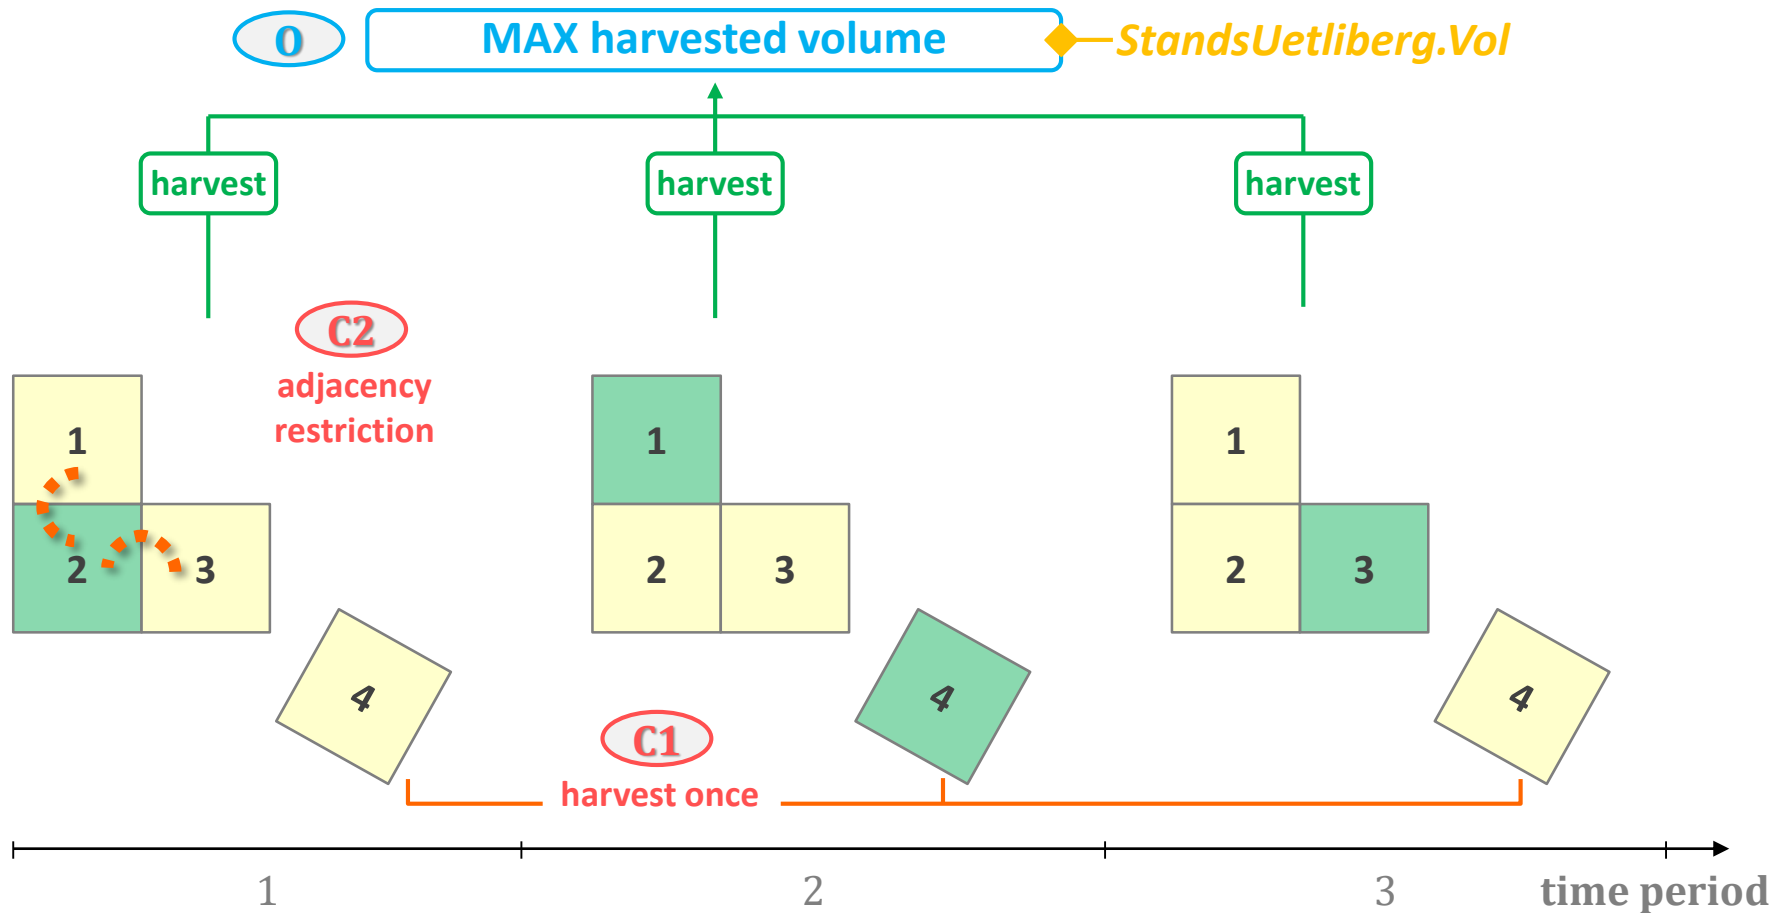 O
MAX harvested volume
StandsUetliberg.Vol
harvest
harvest
harvest
C2
adjacency
restriction
1
2
3
4
1
2
3
4
1
2
3
4
C1
harvest once
1
2
3
time period